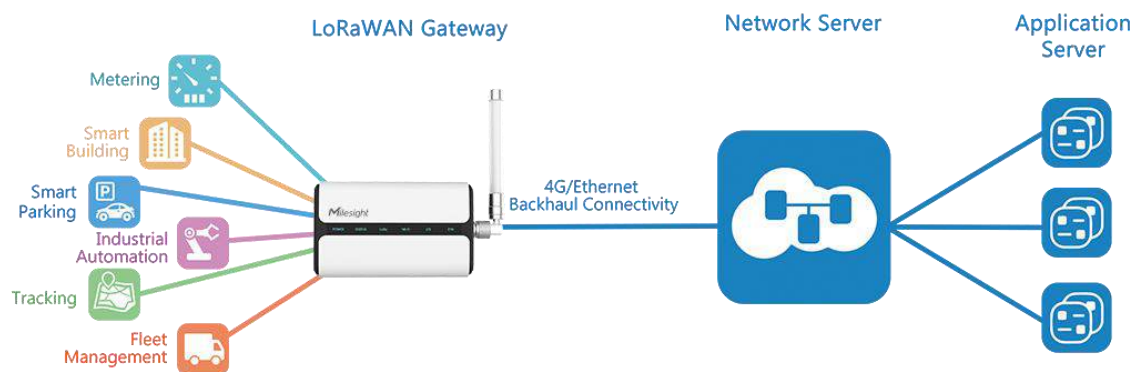 LoRaWAN Gateway
Network Server
Application
Server
Metering
Smart
Building
Smart
Parking
Industrial
Automation
Tracking
Fleet
Management
Milesight
4G/Ethernet
Backhaul Connectivity